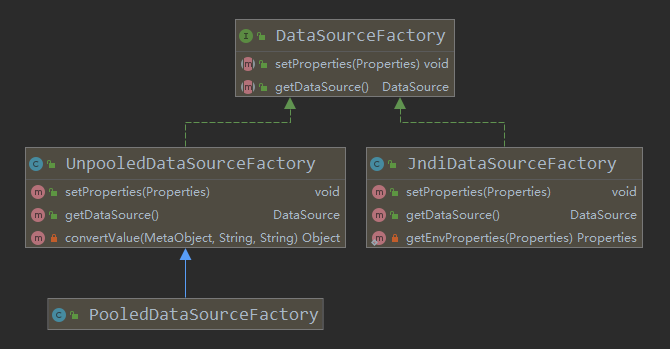 DataSourceFactory
setProperties(Properties) void
getDataSource() DataSource
UnpooledDataSourceFactory
setProperties(Properties) void
getDataSource() DataSource
convertValue(MetaObject, String, String) Object
JndiDataSourceFactory
setProperties(Properties) void
getDataSource() DataSource
getEnvProperties(Properties) Properties
PooledDataSourceFactory